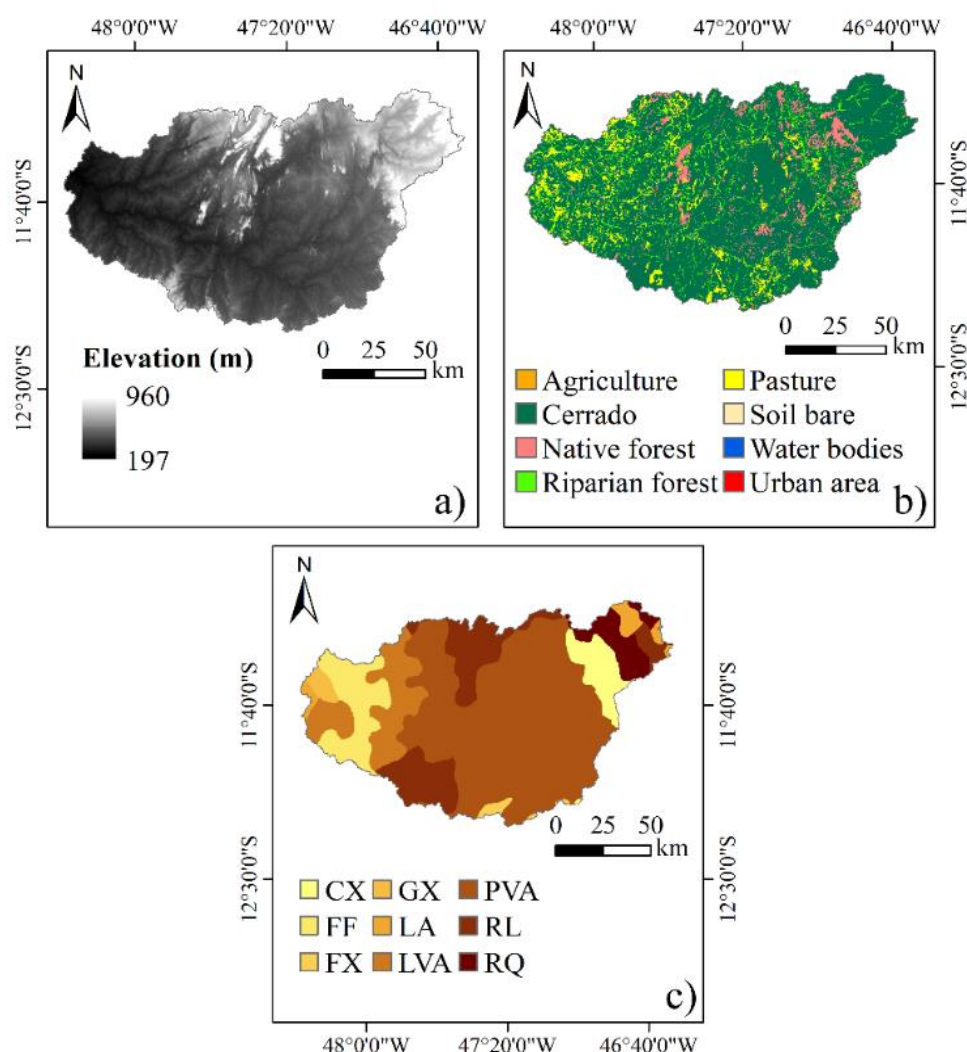 48°0'0"W 47°20'0"W 46°40'0"W
N
11°40'0"S
12°30'0"S
Elevation (m)
960
197
0 25 50
km
a)
48°0'0"W 47°20'0"W 46°40'0"W
N
11°40'0"S
12°30'0"S
0 25 50
km
Agriculture Pasture
Cerrado Soil bare
Native forest Water bodies
Riparian forest Urban area
b)
N
11°40'0"S 11°40'0"S
12°30'0"S 12°30'0"S
0 25 50
km
CX GX PVA
FF LA RL
FX LVA RQ
c)
48°0'0"W 47°20'0"W 46°40'0"W